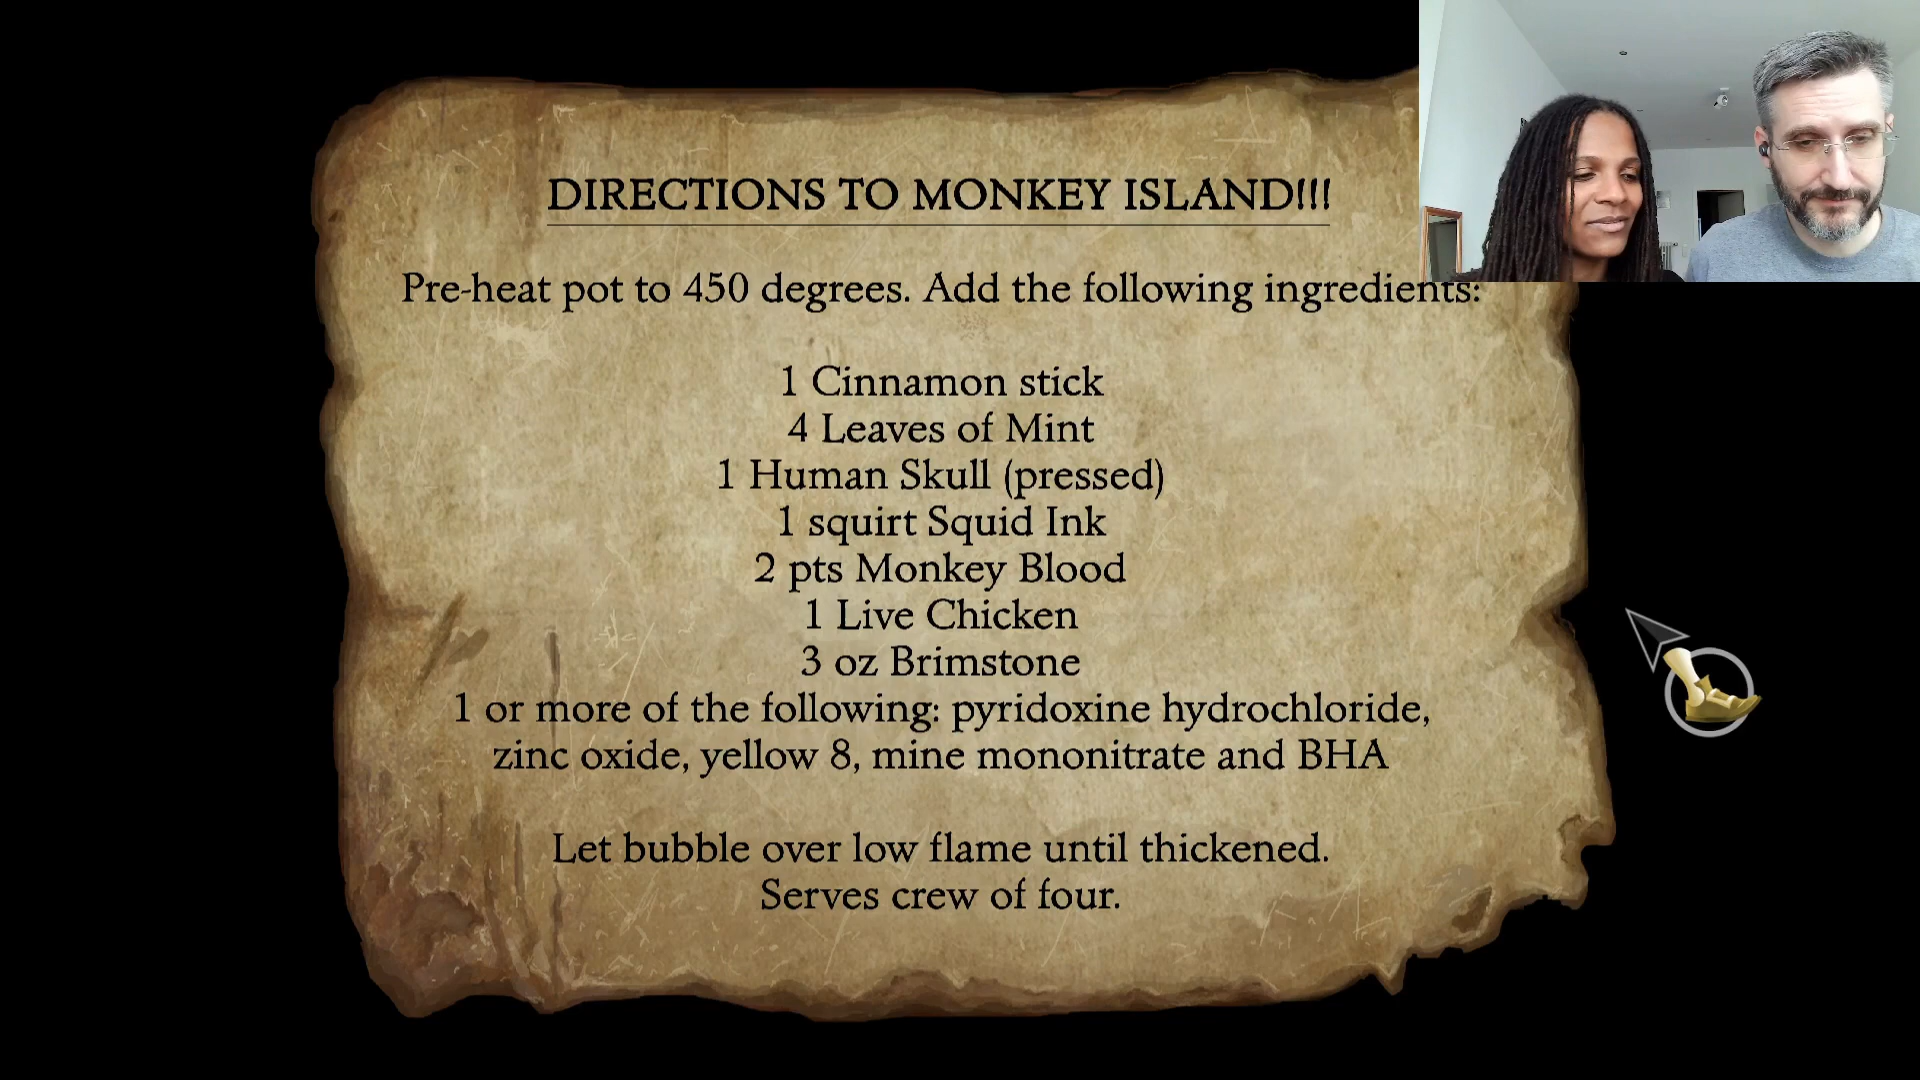 DIRECTIONS TO MONKEY ISLAND!!!
Pre-heat pot to 450 degrees. Add the following ingredients:
1 Cinnamon stick
4 Leaves of Mint
1 Human Skull (pressed)
1 squirt Squid Ink
2 pts Monkey Blood
1 Live Chicken
3 oz Brimstone
1 or more of the following: pyridoxine hydrochloride,
zinc oxide, yellow 8, mine mononitrate and BHA
Let bubble over low flame until thickened.
Serves crew of four.